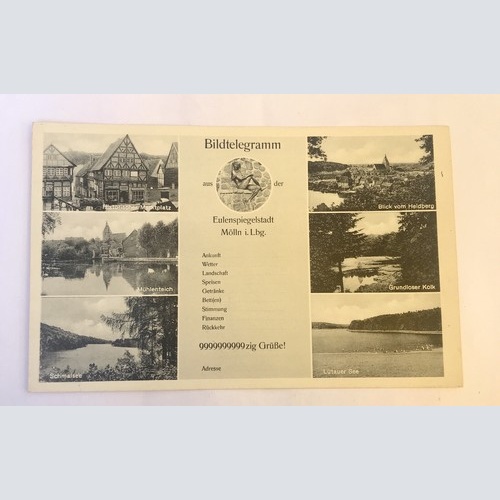 Bildtelegramm
aus der
Eulenspiegelstadt
Mölln i. Lbg.
Ankunft
Wetter
Landschaft
Speisen
Getränke
Bett(en)
Stimmung
Finanzen
Rückkehr
9999999999zig Grüße!
Adresse
Marktplatz
Mühlenteich
Schmalsee
Blick vom Heidberg
Grundloser Kolk
Lütauer See